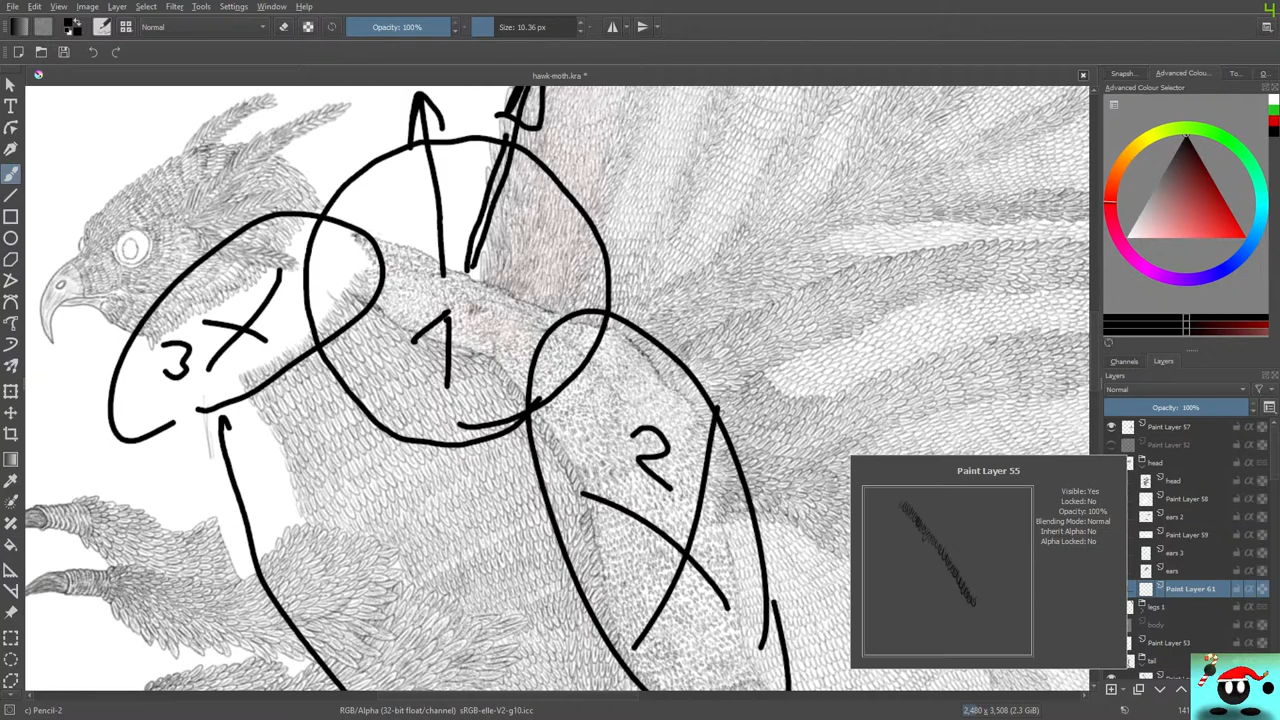 File Edit View Image Layer Select Filter Tools Settings Window Help
4
Normal
Opacity: 100%
Size: 10.36 px
hawk-moth.kra *
Snapsh...
Advanced Colou...
To...
O...
Advanced Colour Selector
3 X
1
2
Channels
Layers
Layers
Normal
Opacity: 100%
Paint Layer 57
Paint Layer 52
head
head
Paint Layer 58
ears 2
Paint Layer 59
ears 3
ears
Paint Layer 61
legs 1
body
Paint Layer 53
tail
Paint Layer 55
Visible: Yes
Locked: No
Opacity: 100%
Blending Mode: Normal
Inherit Alpha: No
Alpha Locked: No
c) Pencil-2
RGB/Alpha (32-bit float/channel) sRGB-elle-V2-g10.icc
2,480 x 3,508 (2.3 GiB)